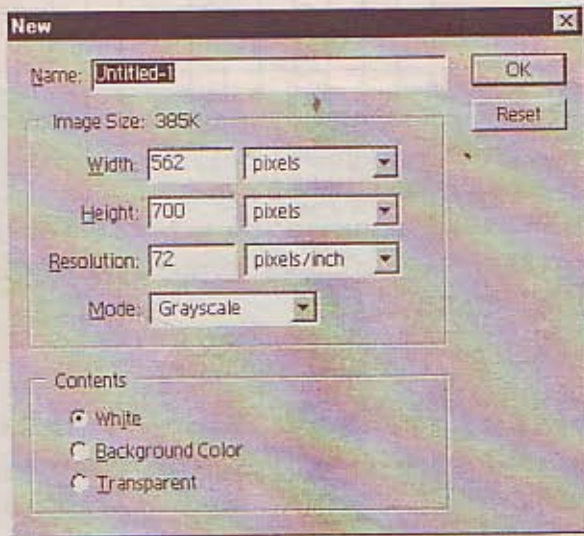 New
Name: Untitled-1
OK
Reset
Image Size: 385K
Width: 562 pixels
Height: 700 pixels
Resolution: 72 pixels/inch
Mode: Grayscale
Contents
White
Background Color
Transparent